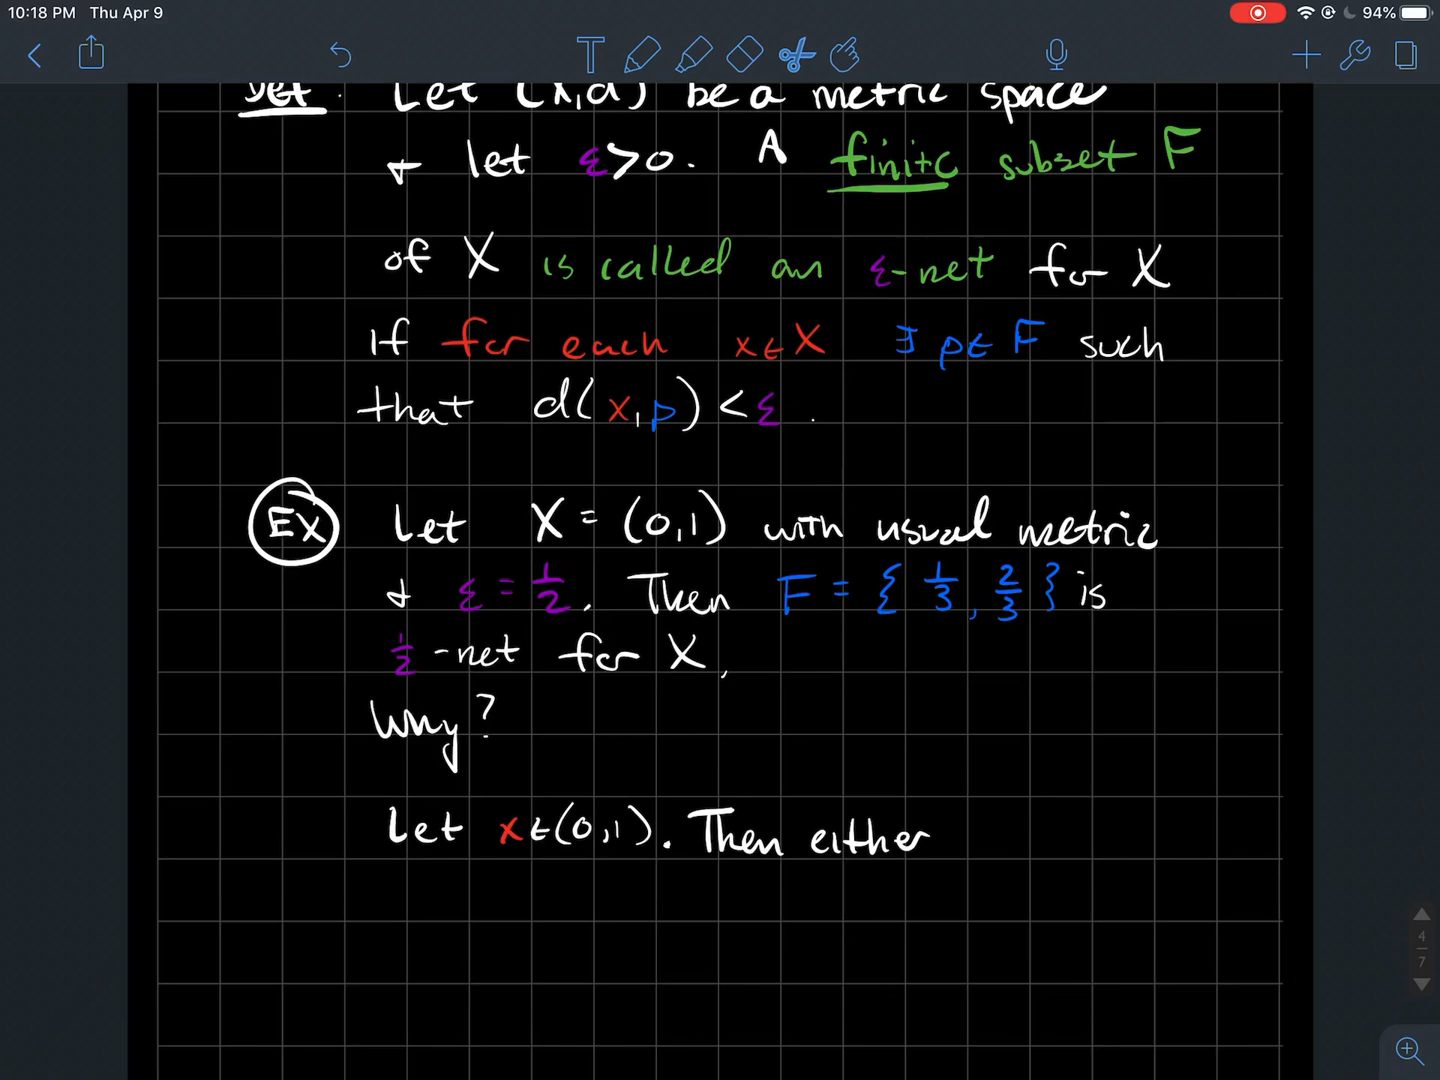 10:18 PM Thu Apr 9
94%
Def. Let (X,d) be a metric space
& let ε>0. A finite subset F
of X is called an ε-net for X
if for each x∈X ∃ p∈F such
that d(x,p)<ε.
EX Let X = (0,1) with usual metric
& ε = 1/2. Then F = { 1/3, 2/3 } is
1/2-net for X.
Why?
Let x∈(0,1). Then either
4
7